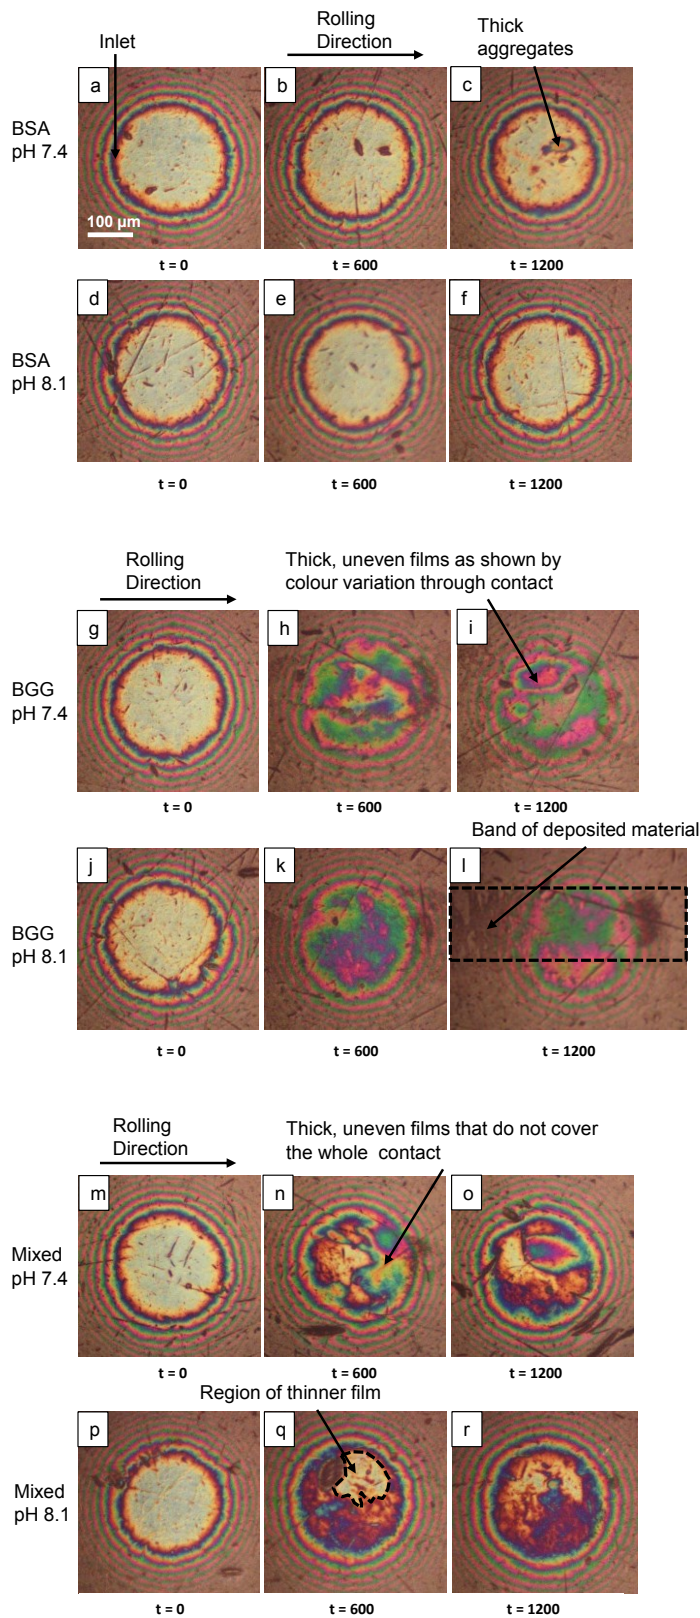 Inlet
Rolling
Direction
Thick
aggregates
BSA
pH 7.4
a
b
c
100 µm
t = 0
t = 600
t = 1200
BSA
pH 8.1
d
e
f
t = 0
t = 600
t = 1200
Rolling
Direction
Thick, uneven films as shown by
colour variation through contact
BGG
pH 7.4
g
h
i
t = 0
t = 600
t = 1200
Band of deposited material
BGG
pH 8.1
j
k
l
t = 0
t = 600
t = 1200
Rolling
Direction
Thick, uneven films that do not cover
the whole contact
Mixed
pH 7.4
m
n
o
t = 0
t = 600
t = 1200
Region of thinner film
Mixed
pH 8.1
p
q
r
t = 0
t = 600
t = 1200